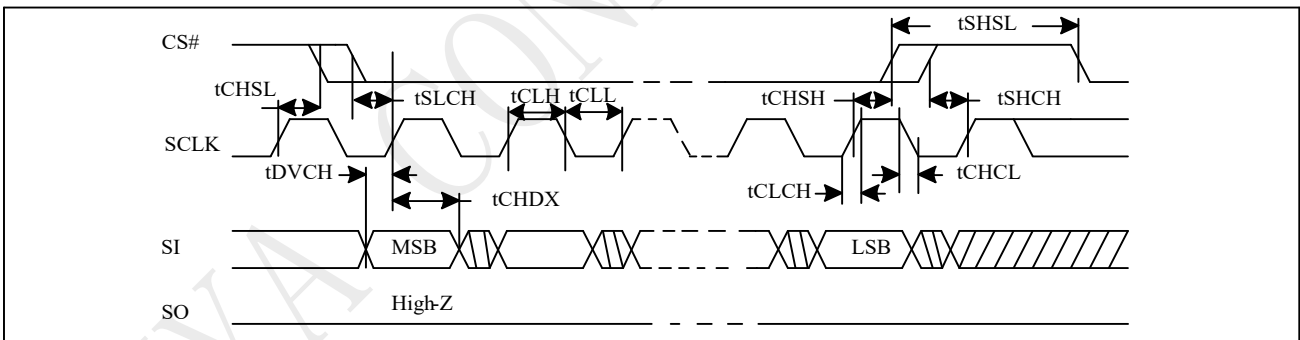 tSHSL
CS#
tCHSL
tSLCH
tCLH
tCLL
tCHSH
tSHCH
SCLK
tDVCH
tCHDX
tCLCH
tCHCL
SI
MSB
LSB
High-Z
SO